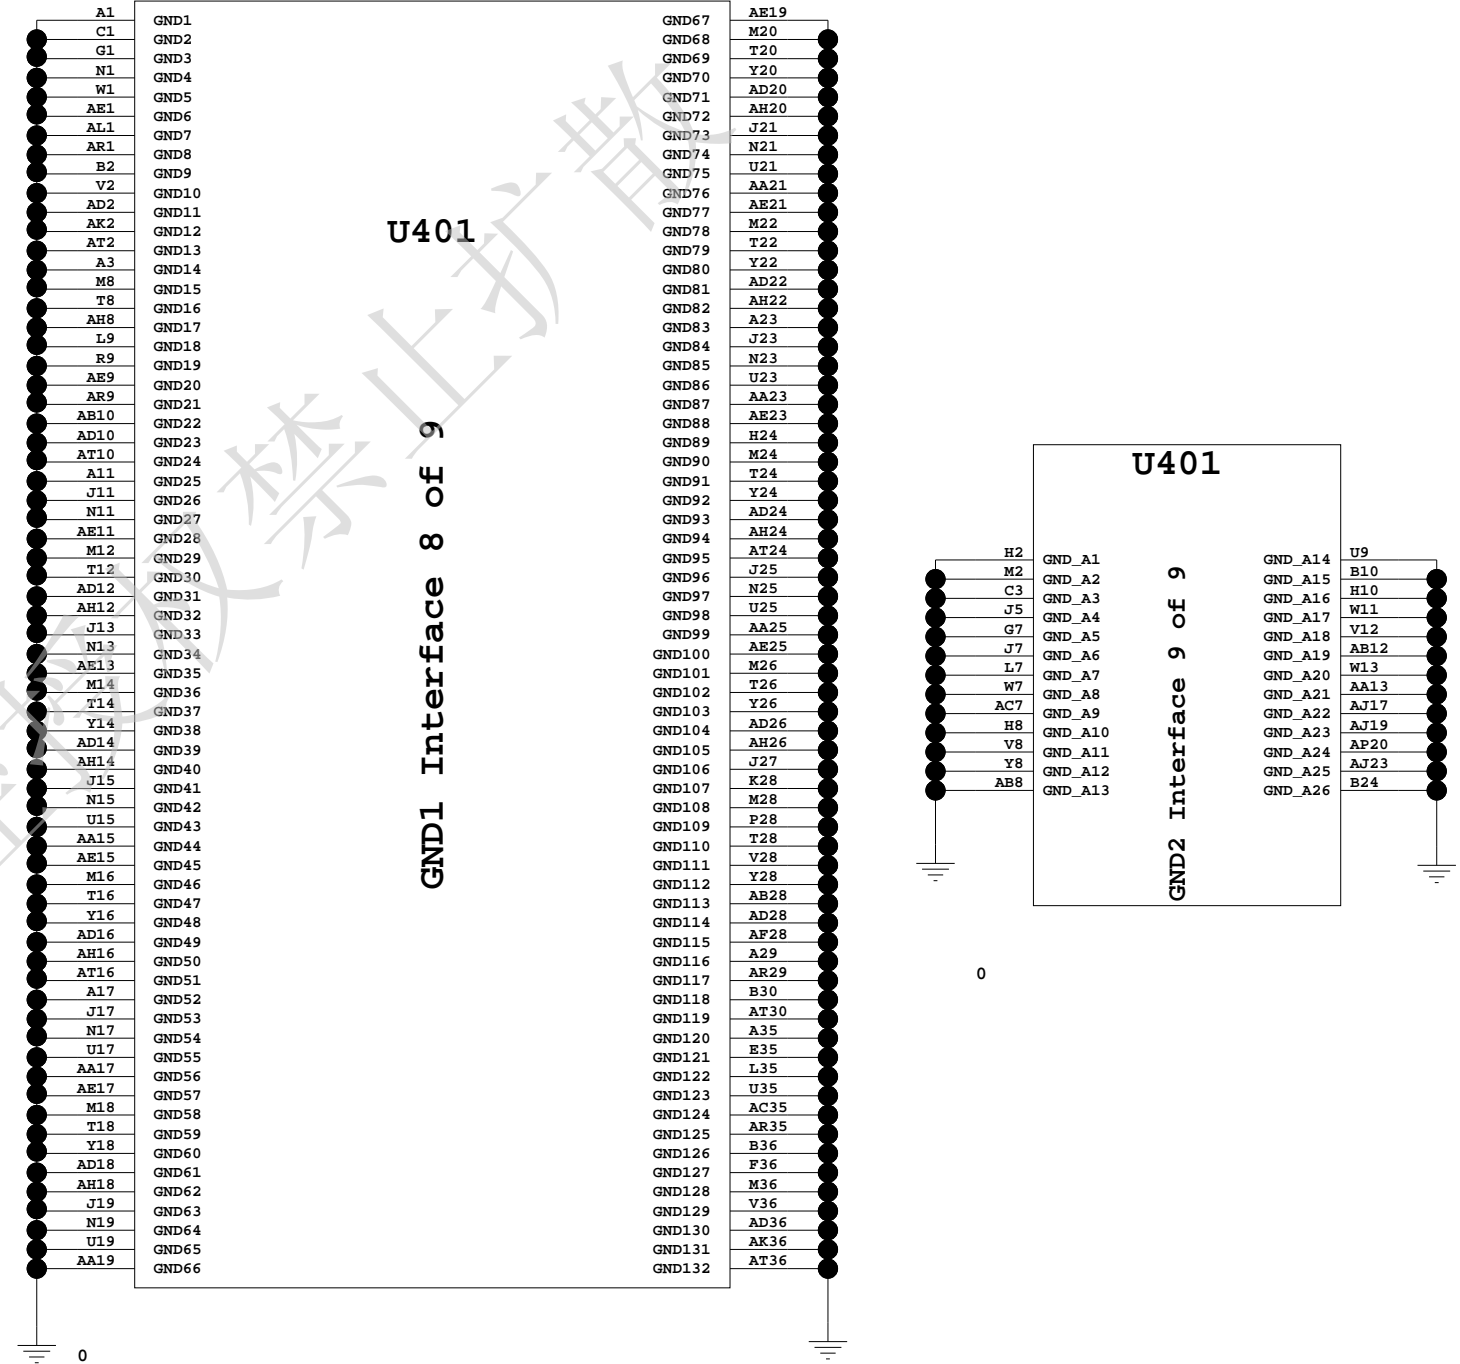 U401
GND1 Interface 8 of 9
A1 GND1
C1 GND2
G1 GND3
N1 GND4
W1 GND5
AE1 GND6
AL1 GND7
AR1 GND8
B2 GND9
V2 GND10
AD2 GND11
AK2 GND12
AT2 GND13
A3 GND14
M8 GND15
T8 GND16
AH8 GND17
L9 GND18
R9 GND19
AE9 GND20
AR9 GND21
AB10 GND22
AD10 GND23
AT10 GND24
A11 GND25
J11 GND26
N11 GND27
AE11 GND28
M12 GND29
T12 GND30
AD12 GND31
AH12 GND32
J13 GND33
N13 GND34
AE13 GND35
M14 GND36
T14 GND37
Y14 GND38
AD14 GND39
AH14 GND40
J15 GND41
N15 GND42
U15 GND43
AA15 GND44
AE15 GND45
M16 GND46
T16 GND47
Y16 GND48
AD16 GND49
AH16 GND50
AT16 GND51
A17 GND52
J17 GND53
N17 GND54
U17 GND55
AA17 GND56
AE17 GND57
M18 GND58
T18 GND59
Y18 GND60
AD18 GND61
AH18 GND62
J19 GND63
N19 GND64
U19 GND65
AA19 GND66
GND67 AE19
GND68 M20
GND69 T20
GND70 Y20
GND71 AD20
GND72 AH20
GND73 J21
GND74 N21
GND75 U21
GND76 AA21
GND77 AE21
GND78 M22
GND79 T22
GND80 Y22
GND81 AD22
GND82 AH22
GND83 A23
GND84 J23
GND85 N23
GND86 U23
GND87 AA23
GND88 AE23
GND89 H24
GND90 M24
GND91 T24
GND92 Y24
GND93 AD24
GND94 AH24
GND95 AT24
GND96 J25
GND97 N25
GND98 U25
GND99 AA25
GND100 AE25
GND101 M26
GND102 T26
GND103 Y26
GND104 AD26
GND105 AH26
GND106 J27
GND107 K28
GND108 M28
GND109 P28
GND110 T28
GND111 V28
GND112 Y28
GND113 AB28
GND114 AD28
GND115 AF28
GND116 A29
GND117 AR29
GND118 B30
GND119 AT30
GND120 A35
GND121 E35
GND122 L35
GND123 U35
GND124 AC35
GND125 AR35
GND126 B36
GND127 F36
GND128 M36
GND129 V36
GND130 AD36
GND131 AK36
GND132 AT36
0
U401
GND2 Interface 9 of 9
H2 GND_A1
M2 GND_A2
C3 GND_A3
J5 GND_A4
G7 GND_A5
J7 GND_A6
L7 GND_A7
W7 GND_A8
AC7 GND_A9
H8 GND_A10
V8 GND_A11
Y8 GND_A12
AB8 GND_A13
GND_A14 U9
GND_A15 B10
GND_A16 H10
GND_A17 W11
GND_A18 V12
GND_A19 AB12
GND_A20 W13
GND_A21 AA13
GND_A22 AJ17
GND_A23 AJ19
GND_A24 AP20
GND_A25 AJ23
GND_A26 B24
0
授权禁止扩散